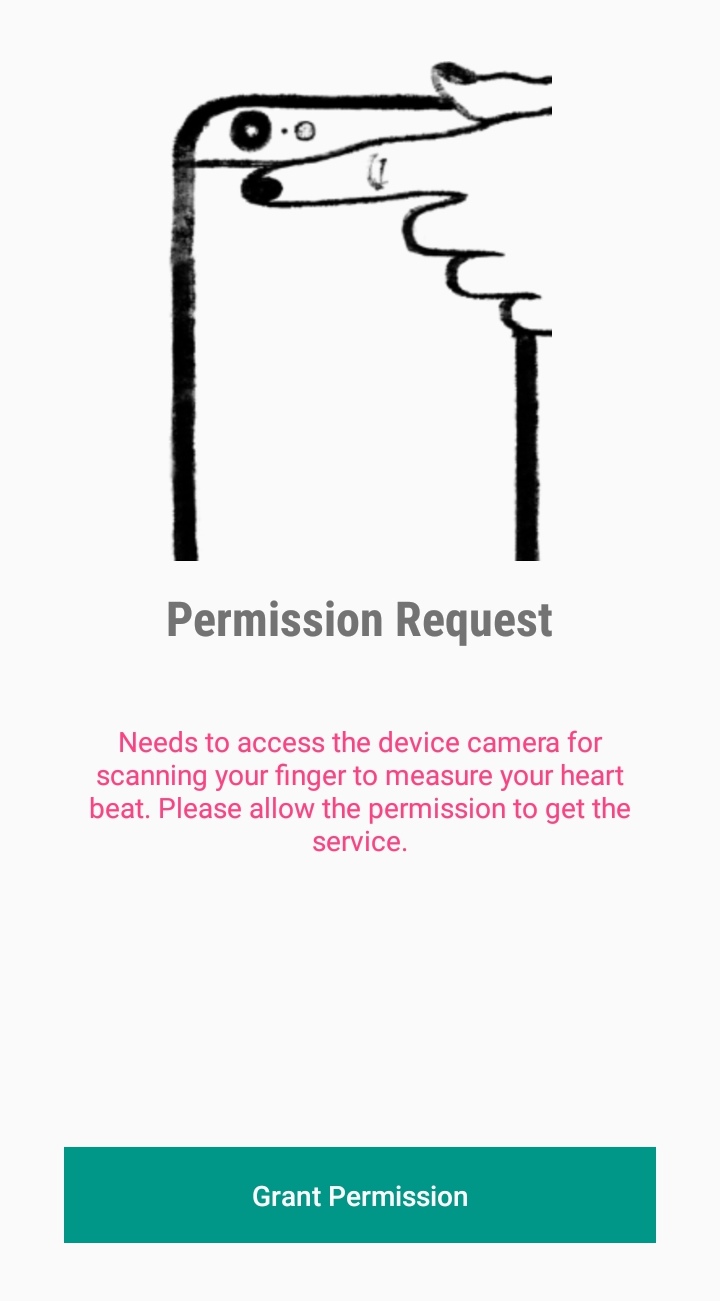 Permission Request
Needs to access the device camera for
scanning your finger to measure your heart
beat. Please allow the permission to get the
service.
Grant Permission